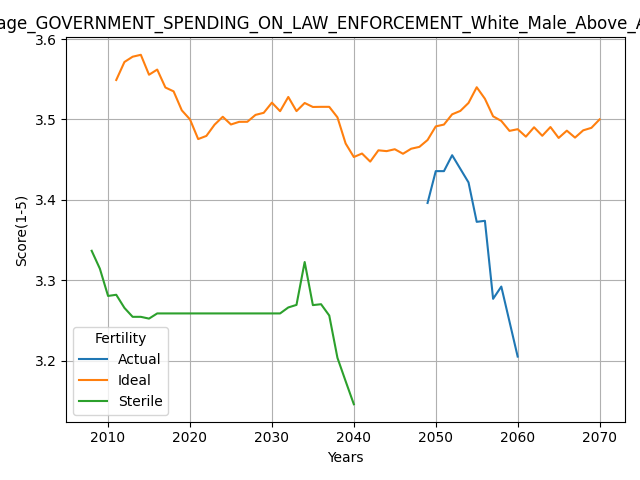 age_GOVERNMENT_SPENDING_ON_LAW_ENFORCEMENT_White_Male_Above_A
3.6
3.5
3.4
3.3
3.2
Score(1-5)
Fertility
Actual
Ideal
Sterile
2010 2020 2030 2040 2050 2060 2070
Years